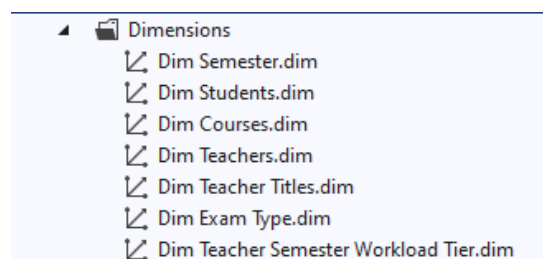 Dimensions
Dim Semester.dim
Dim Students.dim
Dim Courses.dim
Dim Teachers.dim
Dim Teacher Titles.dim
Dim Exam Type.dim
Dim Teacher Semester Workload Tier.dim